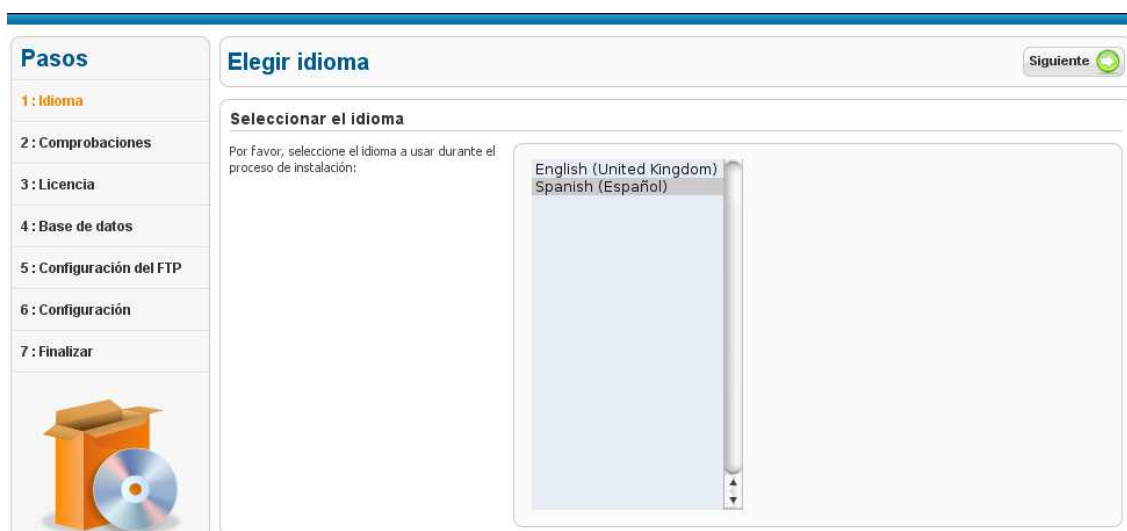 Pasos
1 : Idioma
2 : Comprobaciones
3 : Licencia
4 : Base de datos
5 : Configuración del FTP
6 : Configuración
7 : Finalizar
Elegir idioma
Siguiente
Seleccionar el idioma
Por favor, seleccione el idioma a usar durante el
proceso de instalación:
English (United Kingdom)
Spanish (Español)